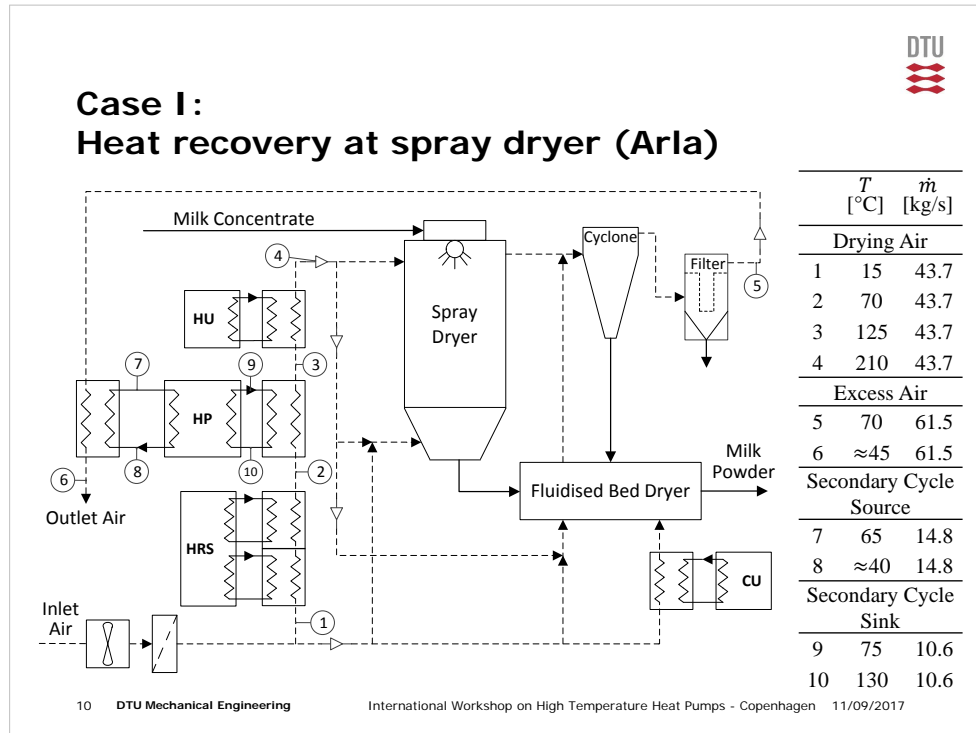 DTU
Case I:
Heat recovery at spray dryer (Arla)
Milk Concentrate
4
HU
3
7
9
HP
8
10
6
2
Outlet Air
HRS
1
Inlet
Air
Spray
Dryer
Cyclone
Filter
5
Fluidised Bed Dryer
Milk
Powder
CU
T ṁ
[°C] [kg/s]
Drying Air
1 15 43.7
2 70 43.7
3 125 43.7
4 210 43.7
Excess Air
5 70 61.5
6 ≈45 61.5
Secondary Cycle
Source
7 65 14.8
8 ≈40 14.8
Secondary Cycle
Sink
9 75 10.6
10 130 10.6
10 DTU Mechanical Engineering International Workshop on High Temperature Heat Pumps - Copenhagen 11/09/2017